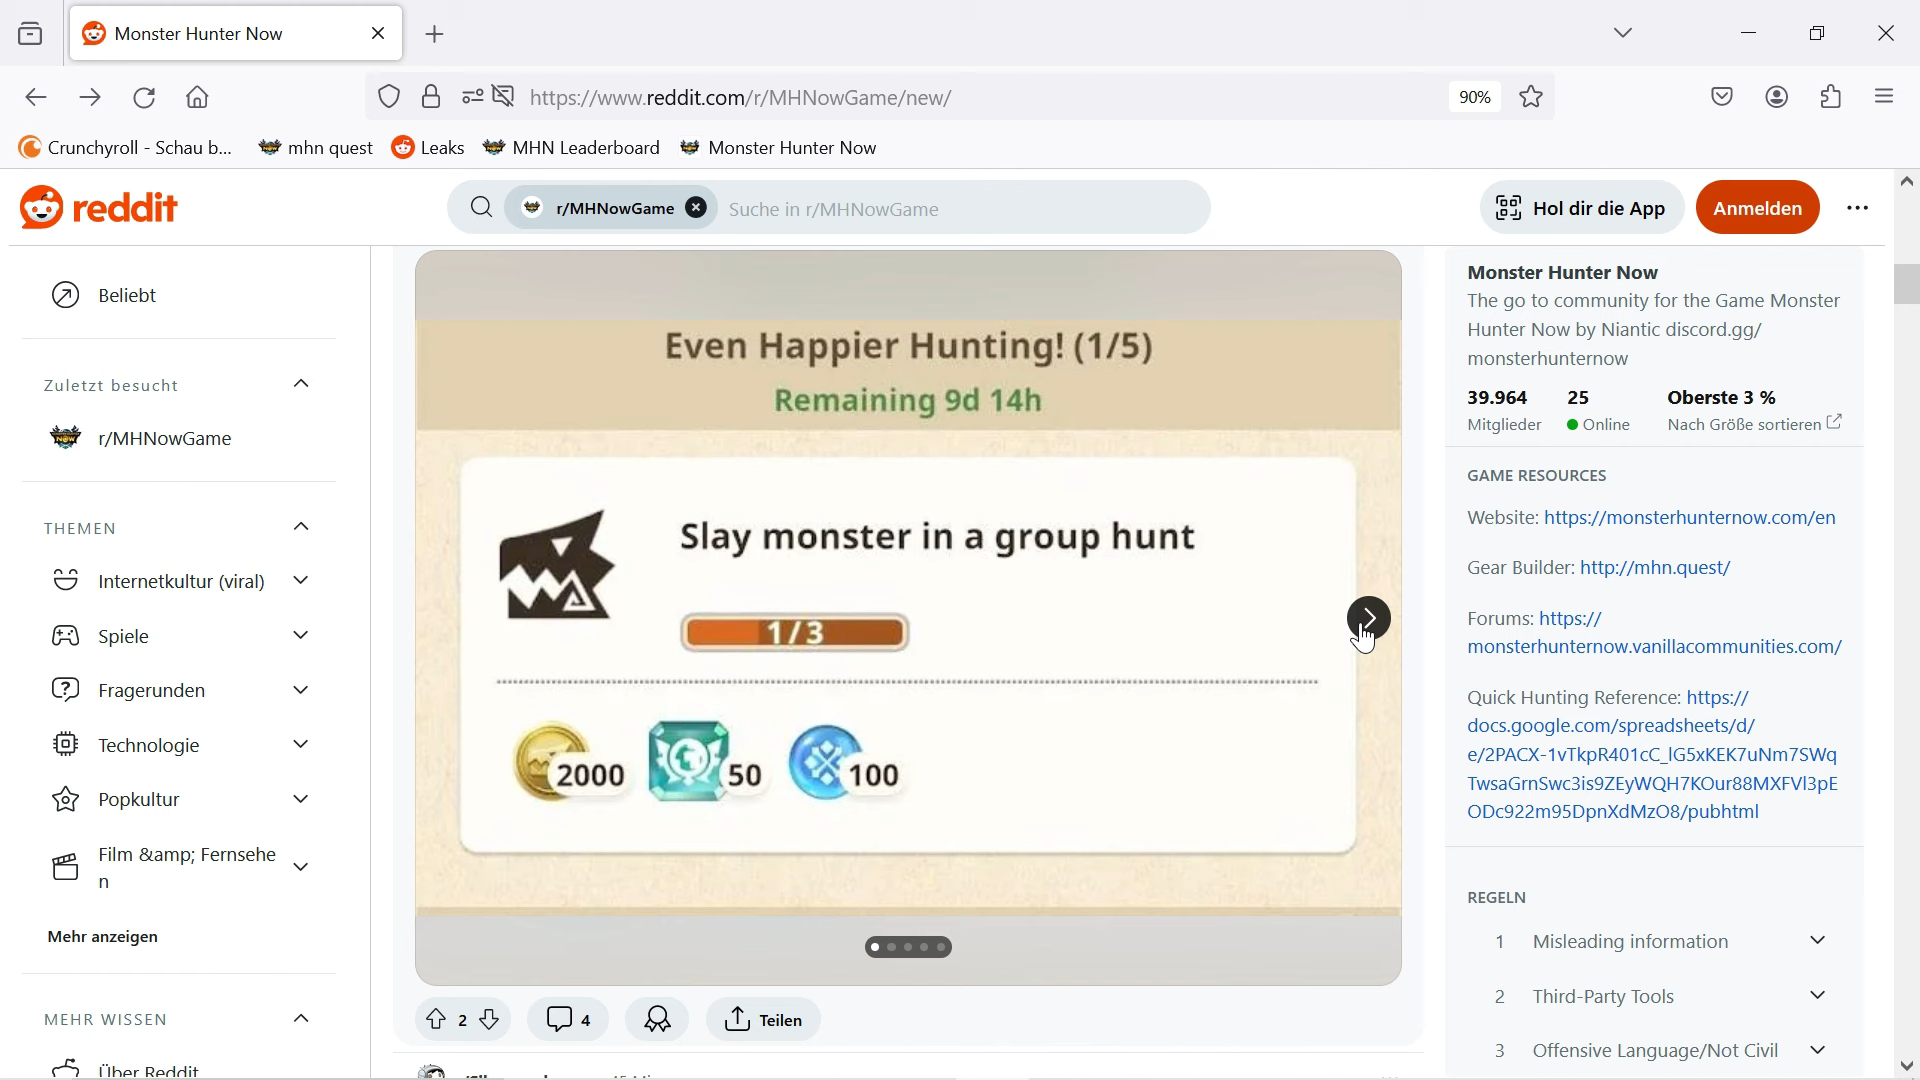 Monster Hunter Now
https://www.reddit.com/r/MHNowGame/new/
90%
Crunchyroll - Schau b...
mhn quest
Leaks
MHN Leaderboard
Monster Hunter Now
reddit
r/MHNowGame
Suche in r/MHNowGame
Hol dir die App
Anmelden
Beliebt
Zuletzt besucht
r/MHNowGame
THEMEN
Internetkultur (viral)
Spiele
Fragerunden
Technologie
Popkultur
Film &amp; Fernsehe
n
Mehr anzeigen
MEHR WISSEN
Über Reddit
Even Happier Hunting! (1/5)
Remaining 9d 14h
Slay monster in a group hunt
1/3
2000
50
100
2
4
Teilen
Monster Hunter Now
The go to community for the Game Monster
Hunter Now by Niantic discord.gg/
monsterhunternow
39.964
25
Oberste 3 %
Mitglieder
Online
Nach Größe sortieren
GAME RESOURCES
Website: https://monsterhunternow.com/en
Gear Builder: http://mhn.quest/
Forums: https://
monsterhunternow.vanillacommunities.com/
Quick Hunting Reference: https://
docs.google.com/spreadsheets/d/
e/2PACX-1vTkpR401cC_lG5xKEK7uNm7SWq
TwsaGrnSwc3is9ZEyWQH7KOur88MXFVl3pE
ODc922m95DpnXdMzO8/pubhtml
REGELN
1 Misleading information
2 Third-Party Tools
3 Offensive Language/Not Civil